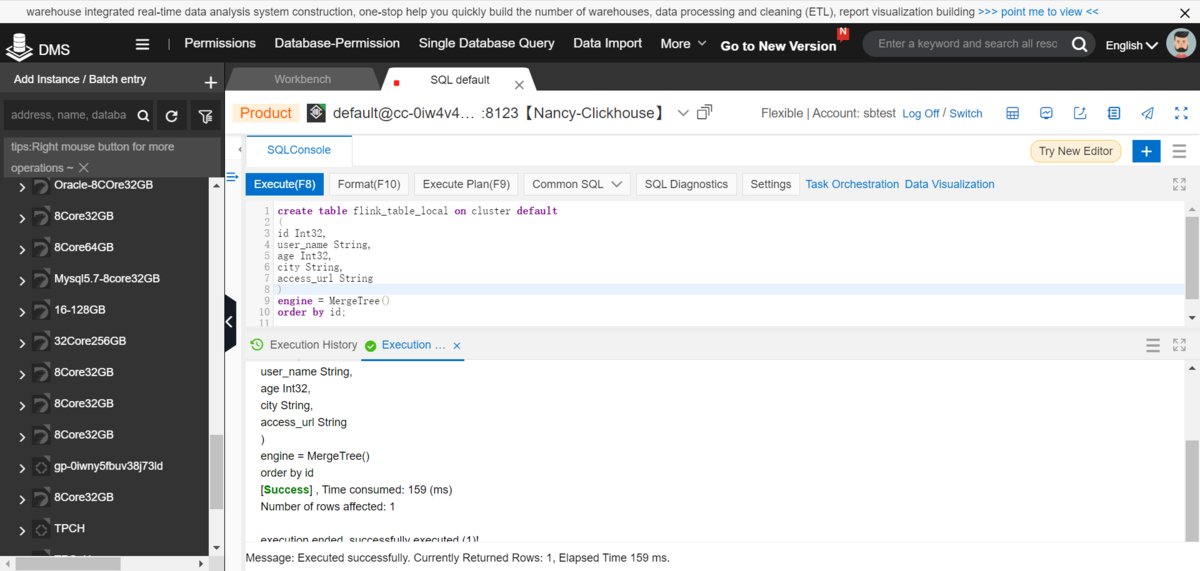 warehouse integrated real-time data analysis system construction, one-stop help you quickly build the number of warehouses, data processing and cleaning (ETL), report visualization building >>> point me to view <<
DMS
Permissions
Database-Permission
Single Database Query
Data Import
More
Go to New Version
N
Enter a keyword and search all resc
English
Add Instance / Batch entry
Workbench
SQL default
address, name, databa
Product
default@cc-0iw4v4... :8123【Nancy-Clickhouse】
Flexible | Account: sbtest Log Off / Switch
tips:Right mouse button for more
operations ~
SQLConsole
Try New Editor
Execute(F8)
Format(F10)
Execute Plan(F9)
Common SQL
SQL Diagnostics
Settings
Task Orchestration
Data Visualization
Oracle-8COre32GB
8Core32GB
8Core64GB
Mysql5.7-8core32GB
16-128GB
32Core256GB
8Core32GB
8Core32GB
8Core32GB
gp-0iwny5fbuv38j73ld
8Core32GB
TPCH
1 create table flink_table_local on cluster default
2 (
3 id Int32,
4 user_name String,
5 age Int32,
6 city String,
7 access_url String
8 )
9 engine = MergeTree()
10 order by id;
11
Execution History
Execution ...
user_name String,
age Int32,
city String,
access_url String
)
engine = MergeTree()
order by id
[Success] , Time consumed: 159 (ms)
Number of rows affected: 1
execution ended, successfully executed (1)!
Message: Executed successfully. Currently Returned Rows: 1, Elapsed Time 159 ms.